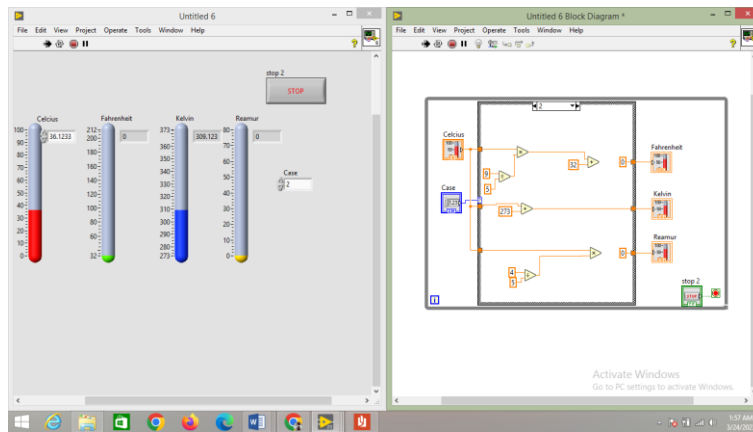 Untitled 6
File Edit View Project Operate Tools Window Help
stop 2
STOP
Celcius
Fahrenheit
Kelvin
Reamur
36.1233
0
309.123
0
100
90
80
70
60
50
40
30
20
10
0
212
200
180
160
140
120
100
80
60
32
373
360
350
340
330
320
310
300
290
280
273
80
70
60
50
40
30
20
10
0
Case
2
Untitled 6 Block Diagram *
File Edit View Project Operate Tools Window Help
2
Celcius
Case
9
5
32
0
Fahrenheit
273
Kelvin
0
Reamur
4
5
stop 2
stop
i
Activate Windows
Go to PC settings to activate Windows.
1:57 AM